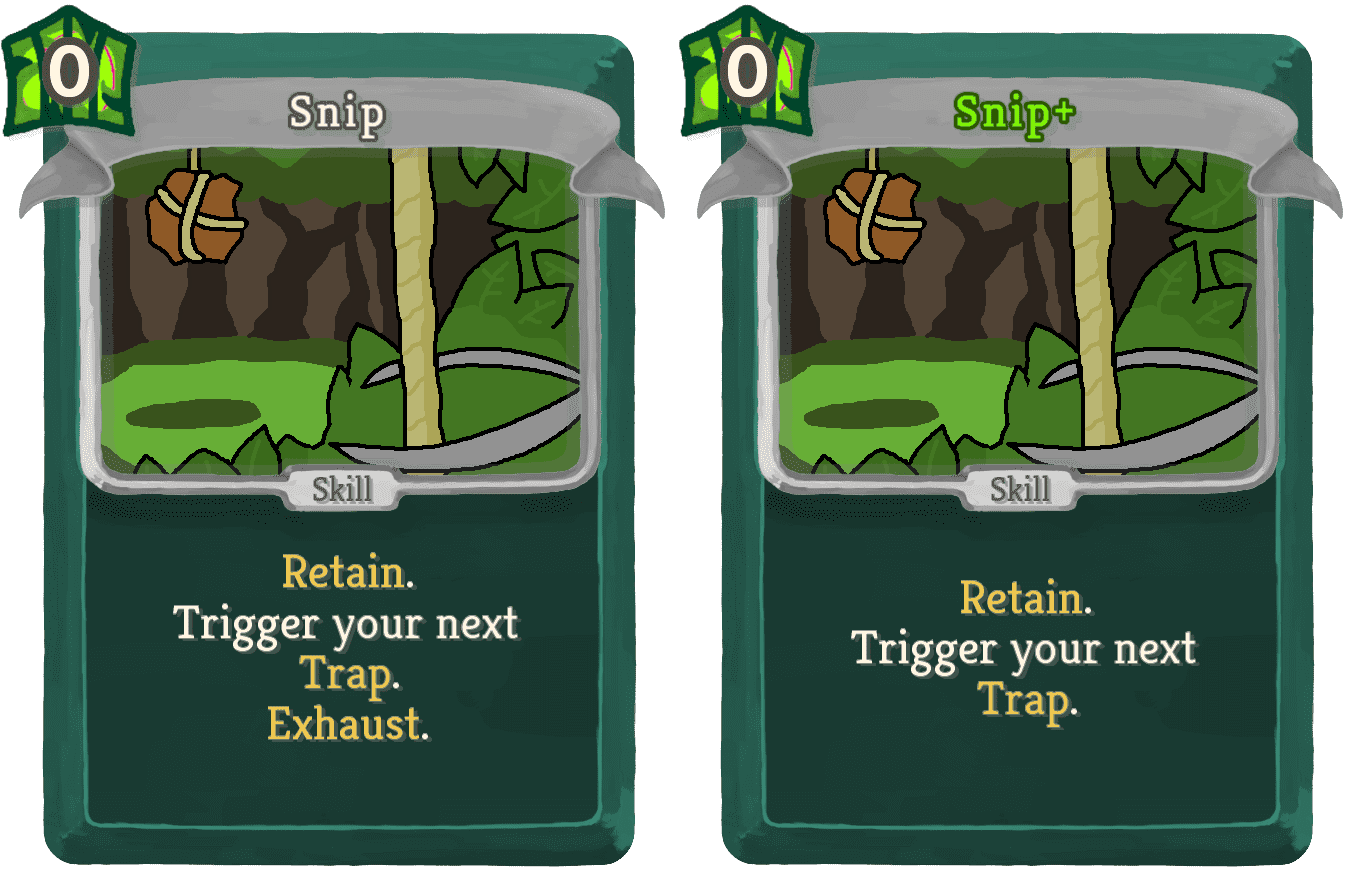 0
Snip
Skill
Retain.
Trigger your next
Trap.
Exhaust.
0
Snip+
Skill
Retain.
Trigger your next
Trap.